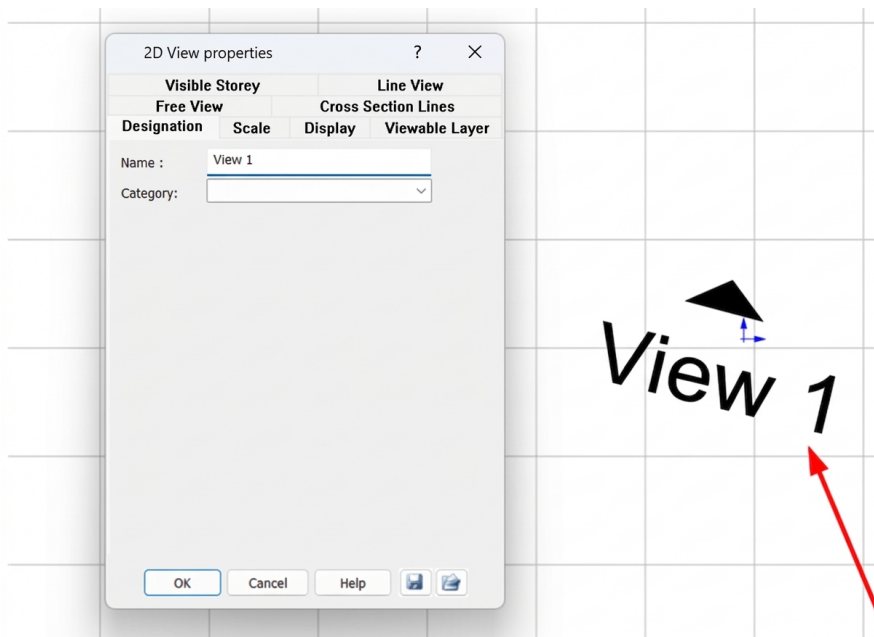 2D View properties ?
Visible Storey Line View
Free View Cross Section Lines
Designation Scale Display Viewable Layer
Name : View 1
Category:
View 1
OK Cancel Help